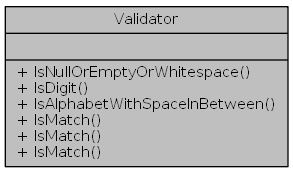 Validator
+ IsNullOrEmptyOrWhitespace()
+ IsDigit()
+ IsAlphabetWithSpaceInBetween()
+ IsMatch()
+ IsMatch()
+ IsMatch()